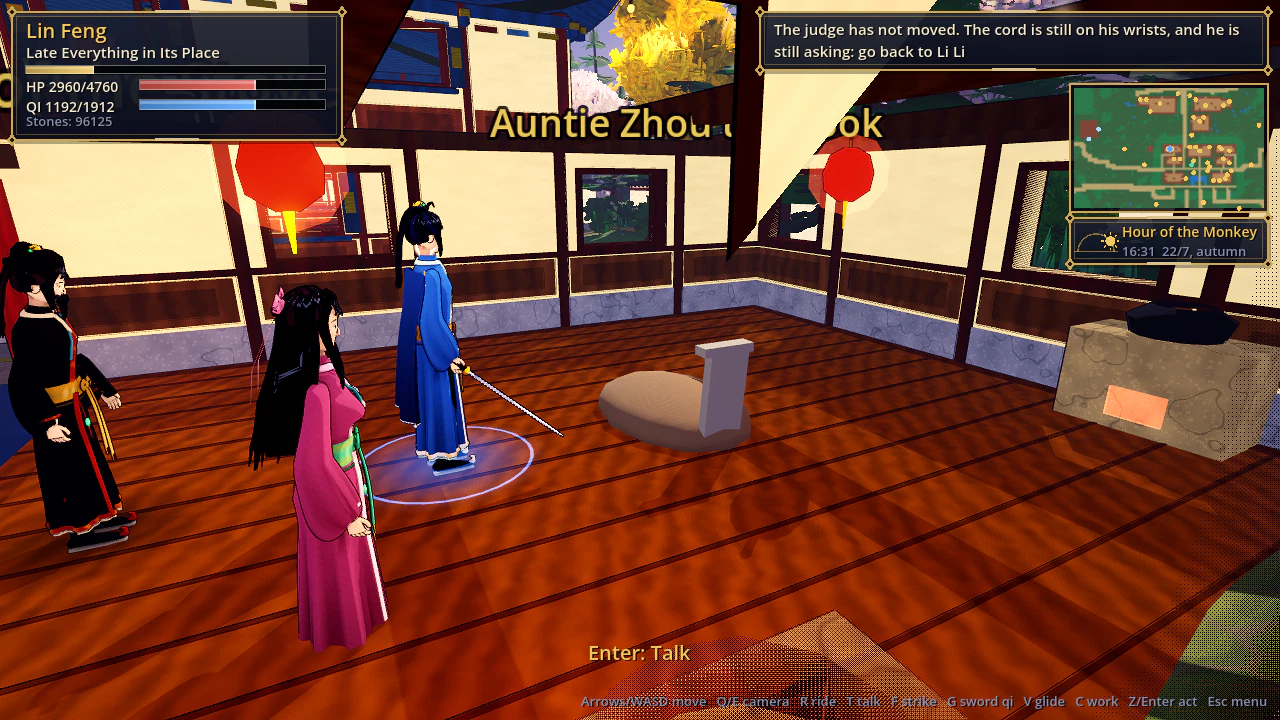 Lin Feng
Late Everything in Its Place
HP 2960/4760
QI 1192/1912
Stones: 96125
The judge has not moved. The cord is still on his wrists, and he is
still asking: go back to Li Li
Auntie Zhou
Hour of the Monkey
16:31 22/7, autumn
Enter: Talk
Arrows/WASD move Q/E camera R ride T talk F strike G sword qi V glide C work Z/Enter act Esc menu